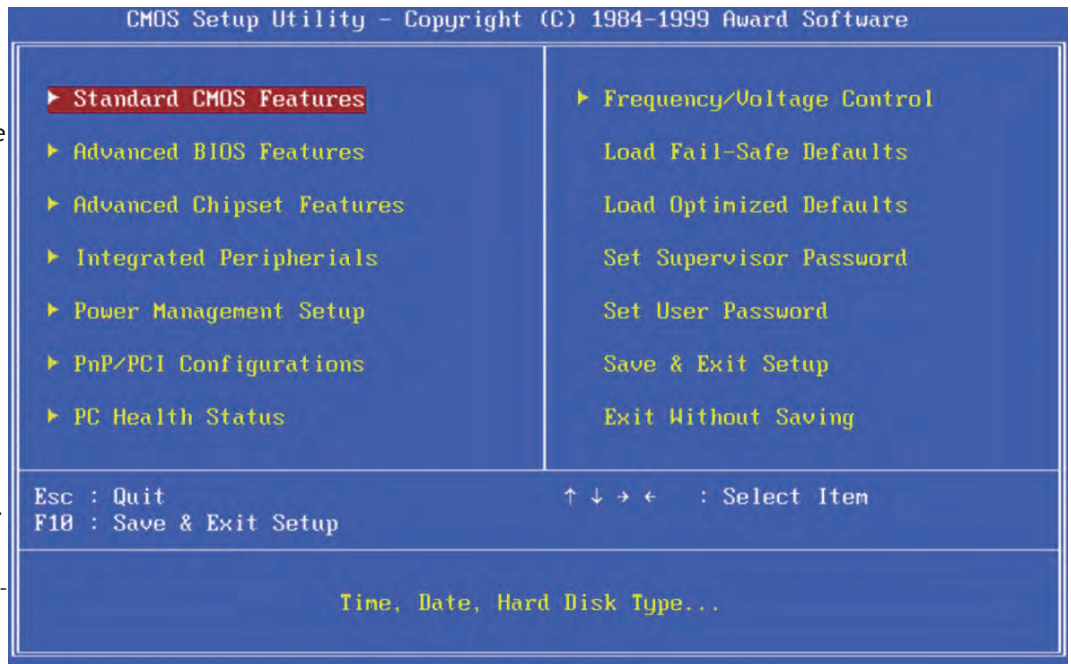 CMOS Setup Utility – Copyright (C) 1984–1999 Award Software
▶ Standard CMOS Features
▶ Advanced BIOS Features
▶ Advanced Chipset Features
▶ Integrated Peripherials
▶ Power Management Setup
▶ PnP/PCI Configurations
▶ PC Health Status
▶ Frequency/Voltage Control
Load Fail–Safe Defaults
Load Optimized Defaults
Set Supervisor Password
Set User Password
Save & Exit Setup
Exit Without Saving
Esc : Quit
F10 : Save & Exit Setup
↑ ↓ → ← : Select Item
Time, Date, Hard Disk Type...